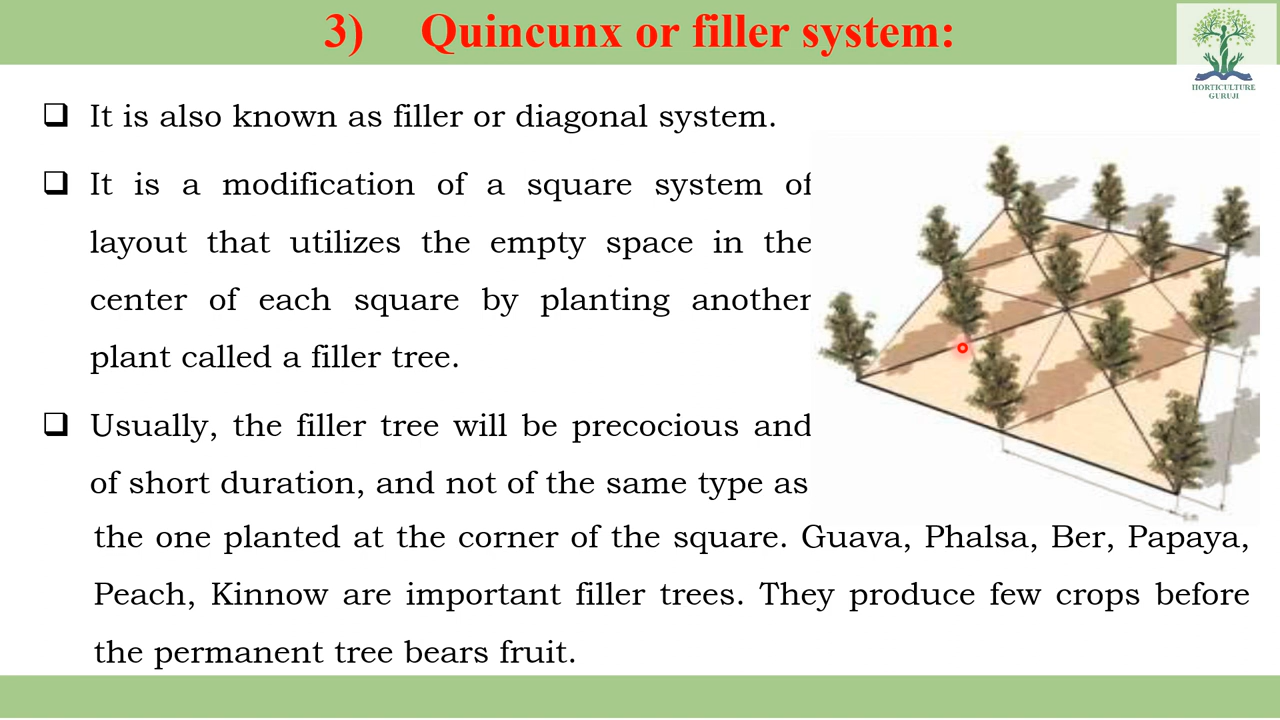 3) Quincunx or filler system:
HORTICULTURE
GURUJI
❑ It is also known as filler or diagonal system.
❑ It is a modification of a square system of
layout that utilizes the empty space in the
center of each square by planting another
plant called a filler tree.
❑ Usually, the filler tree will be precocious and
of short duration, and not of the same type as
the one planted at the corner of the square. Guava, Phalsa, Ber, Papaya,
Peach, Kinnow are important filler trees. They produce few crops before
the permanent tree bears fruit.